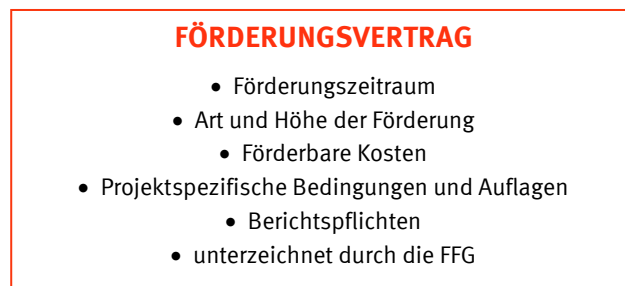 FÖRDERUNGSVERTRAG
• Förderungszeitraum
• Art und Höhe der Förderung
• Förderbare Kosten
• Projektspezifische Bedingungen und Auflagen
• Berichtspflichten
• unterzeichnet durch die FFG